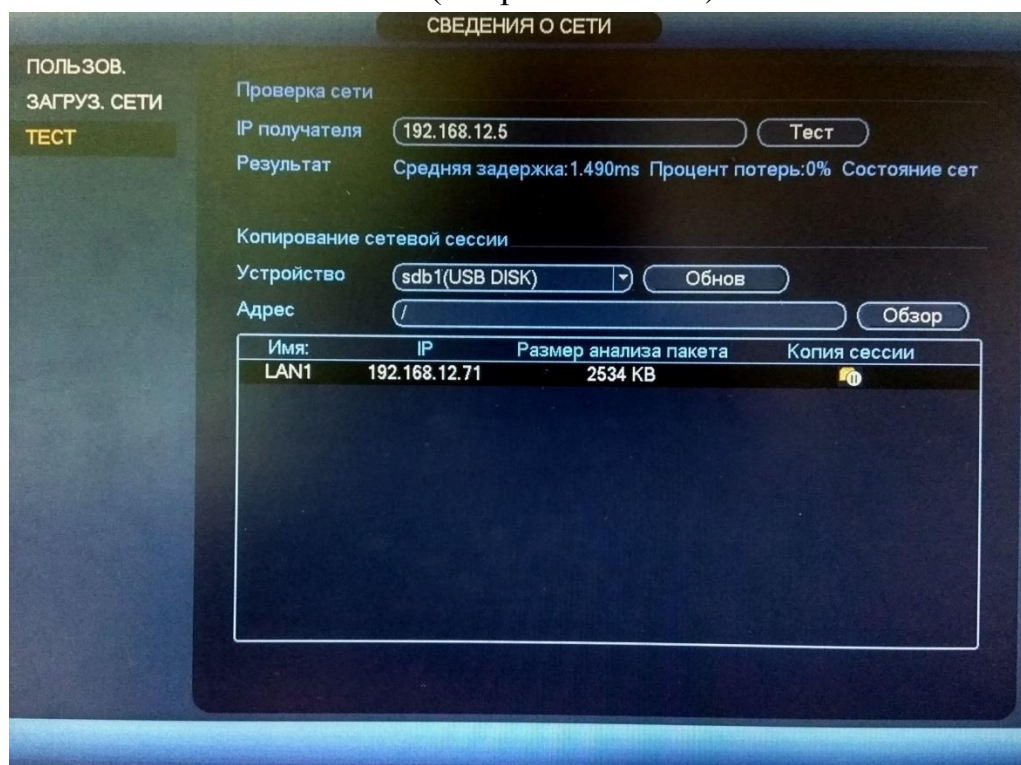 СВЕДЕНИЯ О СЕТИ
ПОЛЬЗОВ.
ЗАГРУЗ. СЕТИ
ТЕСТ
Проверка сети
IP получателя 192.168.12.5 Тест
Результат Средняя задержка:1.490ms Процент потерь:0% Состояние сет
Копирование сетевой сессии
Устройство sdb1(USB DISK) Обнов
Адрес / Обзор
Имя: IP Размер анализа пакета Копия сессии
LAN1 192.168.12.71 2534 KB